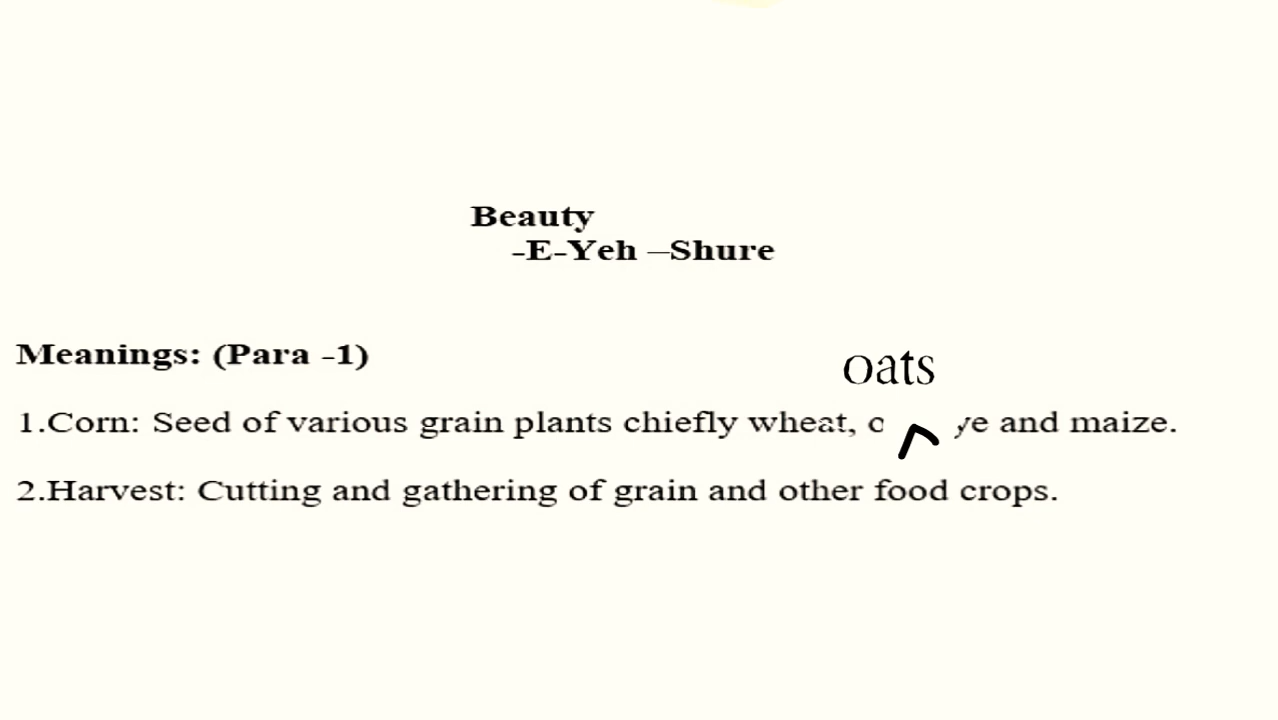 Beauty
-E-Yeh –Shure
Meanings: (Para -1)
oats
1.Corn: Seed of various grain plants chiefly wheat, and maize.
2.Harvest: Cutting and gathering of grain and other food crops.